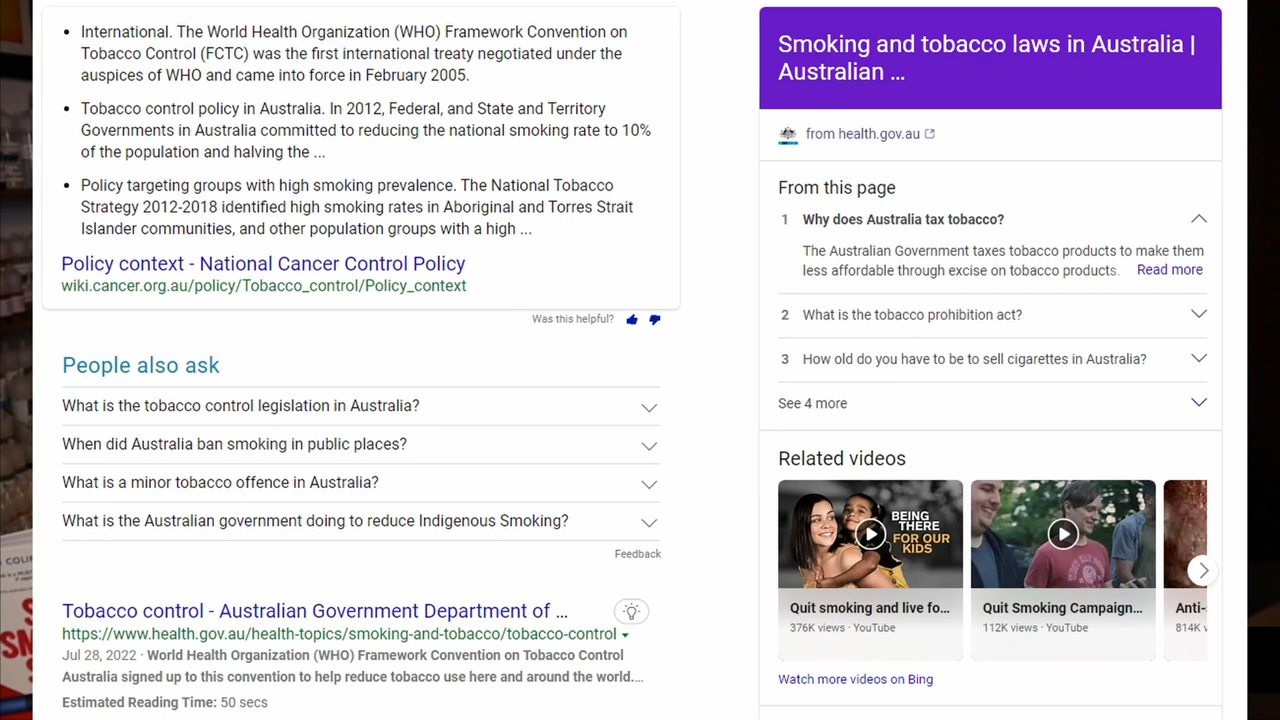 International. The World Health Organization (WHO) Framework Convention on
Tobacco Control (FCTC) was the first international treaty negotiated under the
auspices of WHO and came into force in February 2005.
Tobacco control policy in Australia. In 2012, Federal, and State and Territory
Governments in Australia committed to reducing the national smoking rate to 10%
of the population and halving the ...
Policy targeting groups with high smoking prevalence. The National Tobacco
Strategy 2012-2018 identified high smoking rates in Aboriginal and Torres Strait
Islander communities, and other population groups with a high ...
Policy context - National Cancer Control Policy
wiki.cancer.org.au/policy/Tobacco_control/Policy_context
Was this helpful?
People also ask
What is the tobacco control legislation in Australia?
When did Australia ban smoking in public places?
What is a minor tobacco offence in Australia?
What is the Australian government doing to reduce Indigenous Smoking?
Feedback
Tobacco control - Australian Government Department of ...
https://www.health.gov.au/health-topics/smoking-and-tobacco/tobacco-control
Jul 28, 2022 · World Health Organization (WHO) Framework Convention on Tobacco Control
Australia signed up to this convention to help reduce tobacco use here and around the world....
Estimated Reading Time: 50 secs
Smoking and tobacco laws in Australia |
Australian ...
from health.gov.au
From this page
1 Why does Australia tax tobacco?
The Australian Government taxes tobacco products to make them
less affordable through excise on tobacco products. Read more
2 What is the tobacco prohibition act?
3 How old do you have to be to sell cigarettes in Australia?
See 4 more
Related videos
BEING
THERE
FOR OUR
KIDS
Quit smoking and live fo...
376K views · YouTube
Quit Smoking Campaign...
112K views · YouTube
Anti-
814K v
Watch more videos on Bing